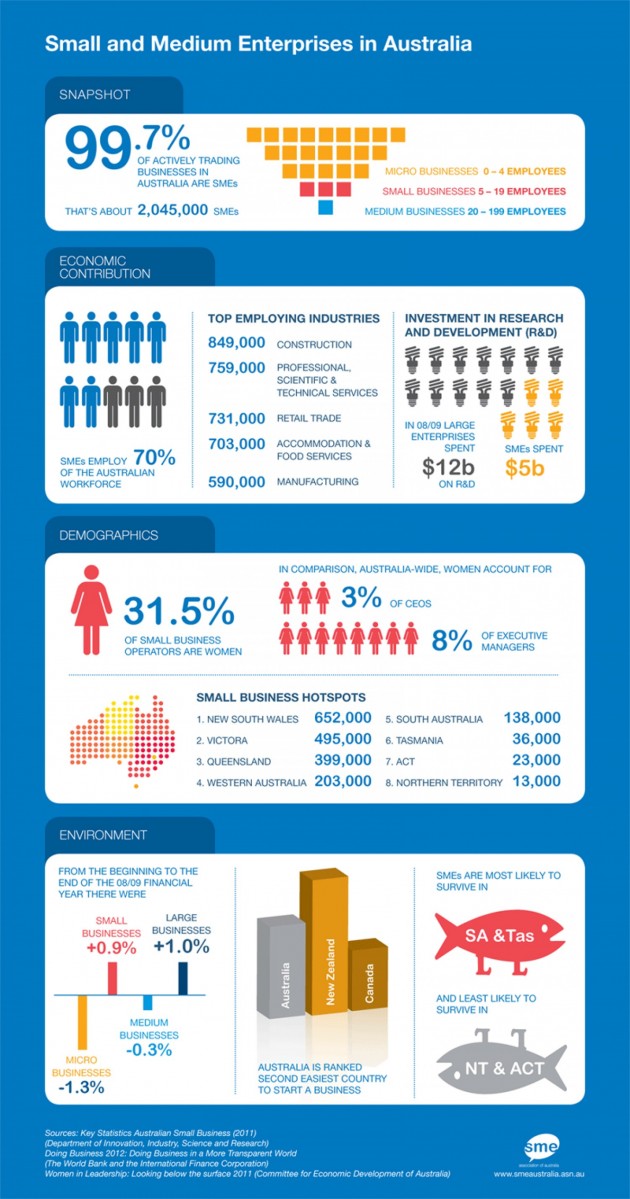 Small and Medium Enterprises in Australia
SNAPSHOT
99.7%
OF ACTIVELY TRADING
BUSINESSES IN
AUSTRALIA ARE SMEs
THAT'S ABOUT 2,045,000 SMEs
MICRO BUSINESSES 0 – 4 EMPLOYEES
SMALL BUSINESSES 5 – 19 EMPLOYEES
MEDIUM BUSINESSES 20 – 199 EMPLOYEES
ECONOMIC
CONTRIBUTION
SMEs EMPLOY 70%
OF THE AUSTRALIAN
WORKFORCE
TOP EMPLOYING INDUSTRIES
849,000 CONSTRUCTION
759,000 PROFESSIONAL,
SCIENTIFIC &
TECHNICAL SERVICES
731,000 RETAIL TRADE
703,000 ACCOMMODATION &
FOOD SERVICES
590,000 MANUFACTURING
INVESTMENT IN RESEARCH
AND DEVELOPMENT (R&D)
IN 08/09 LARGE
ENTERPRISES
SPENT
$12b
ON R&D
SMEs SPENT
$5b
DEMOGRAPHICS
31.5%
OF SMALL BUSINESS
OPERATORS ARE WOMEN
IN COMPARISON, AUSTRALIA-WIDE, WOMEN ACCOUNT FOR
3% OF CEOS
8% OF EXECUTIVE
MANAGERS
SMALL BUSINESS HOTSPOTS
1. NEW SOUTH WALES 652,000
2. VICTORA 495,000
3. QUEENSLAND 399,000
4. WESTERN AUSTRALIA 203,000
5. SOUTH AUSTRALIA 138,000
6. TASMANIA 36,000
7. ACT 23,000
8. NORTHERN TERRITORY 13,000
ENVIRONMENT
FROM THE BEGINNING TO THE
END OF THE 08/09 FINANCIAL
YEAR THERE WERE
SMALL
BUSINESSES
+0.9%
LARGE
BUSINESSES
+1.0%
MEDIUM
BUSINESSES
-0.3%
MICRO
BUSINESSES
-1.3%
Australia
New Zealand
Canada
AUSTRALIA IS RANKED
SECOND EASIEST COUNTRY
TO START A BUSINESS
SMEs ARE MOST LIKELY TO
SURVIVE IN
SA &Tas
AND LEAST LIKELY TO
SURVIVE IN
NT & ACT
Sources: Key Statistics Australian Small Business (2011)
(Department of Innovation, Industry, Science and Research)
Doing Business 2012: Doing Business in a More Transparent World
(The World Bank and the International Finance Corporation)
Women in Leadership: Looking below the surface 2011 (Committee for Economic Development of Australia)
sme
association of australia
www.smeaustralia.asn.au